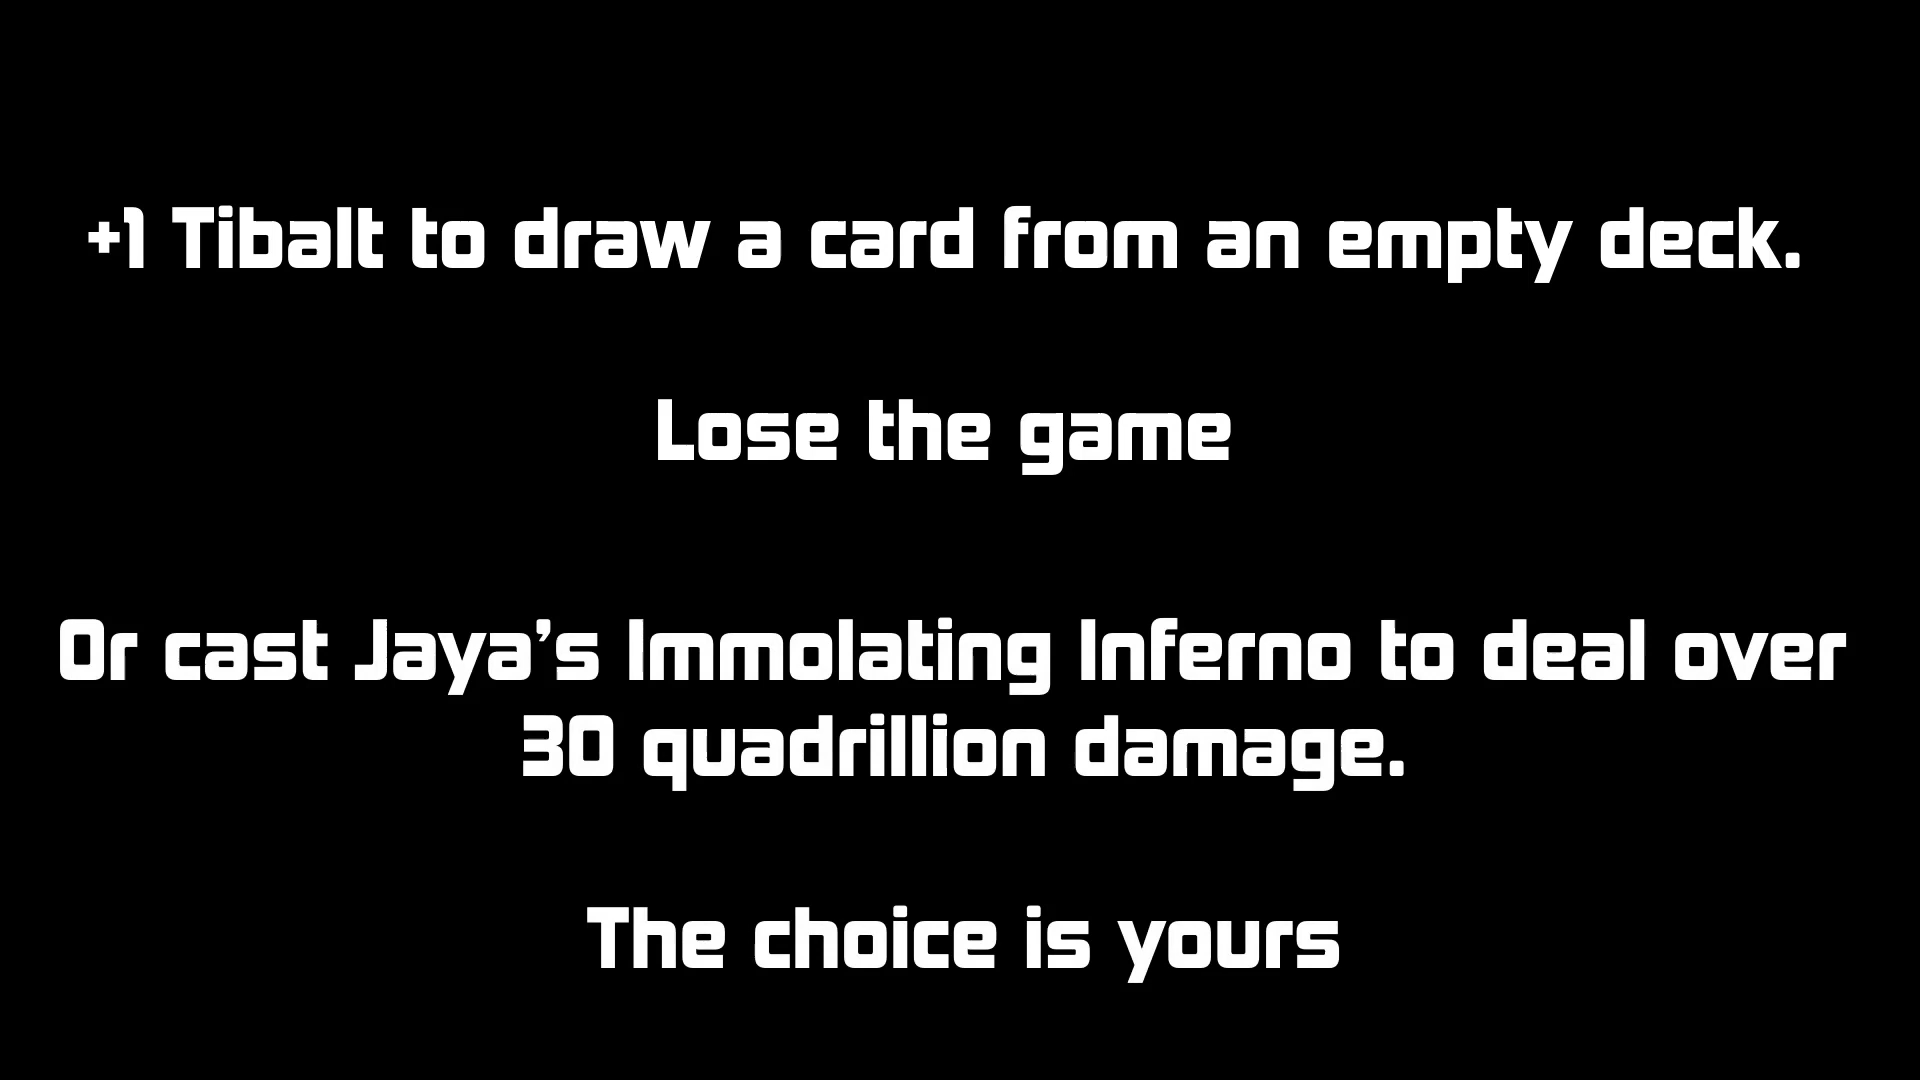 +1 Tibalt to draw a card from an empty deck.
Lose the game
Or cast Jaya's Immolating Inferno to deal over
30 quadrillion damage.
The choice is yours